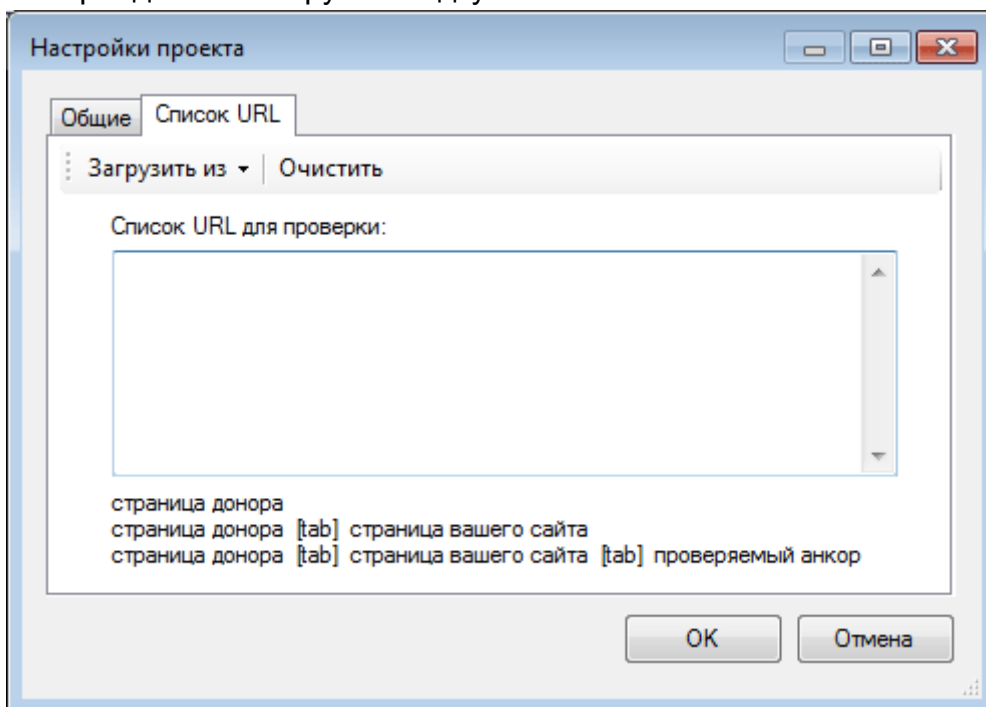 Настройки проекта
Общие Список URL
Загрузить из Очистить
Список URL для проверки:
страница донора
страница донора [tab] страница вашего сайта
страница донора [tab] страница вашего сайта [tab] проверяемый анкор
OK Отмена